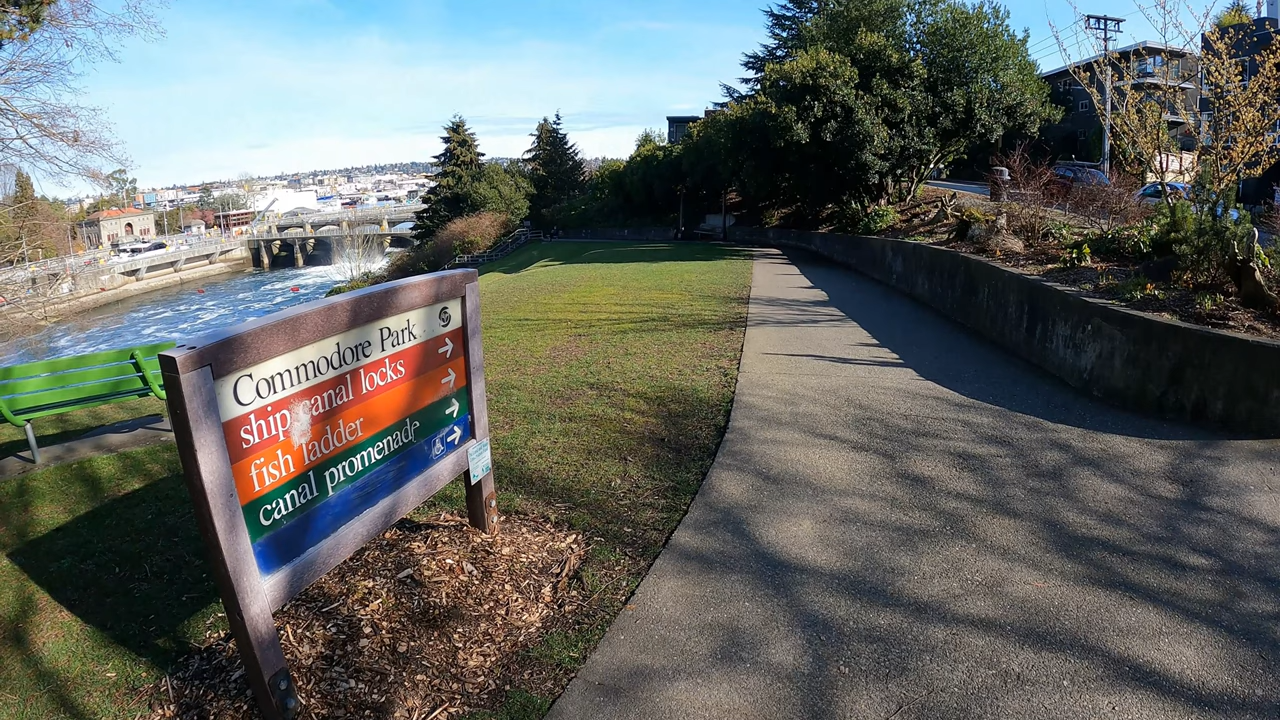 Commodore Park
ship canal locks
fish ladder
canal promenade